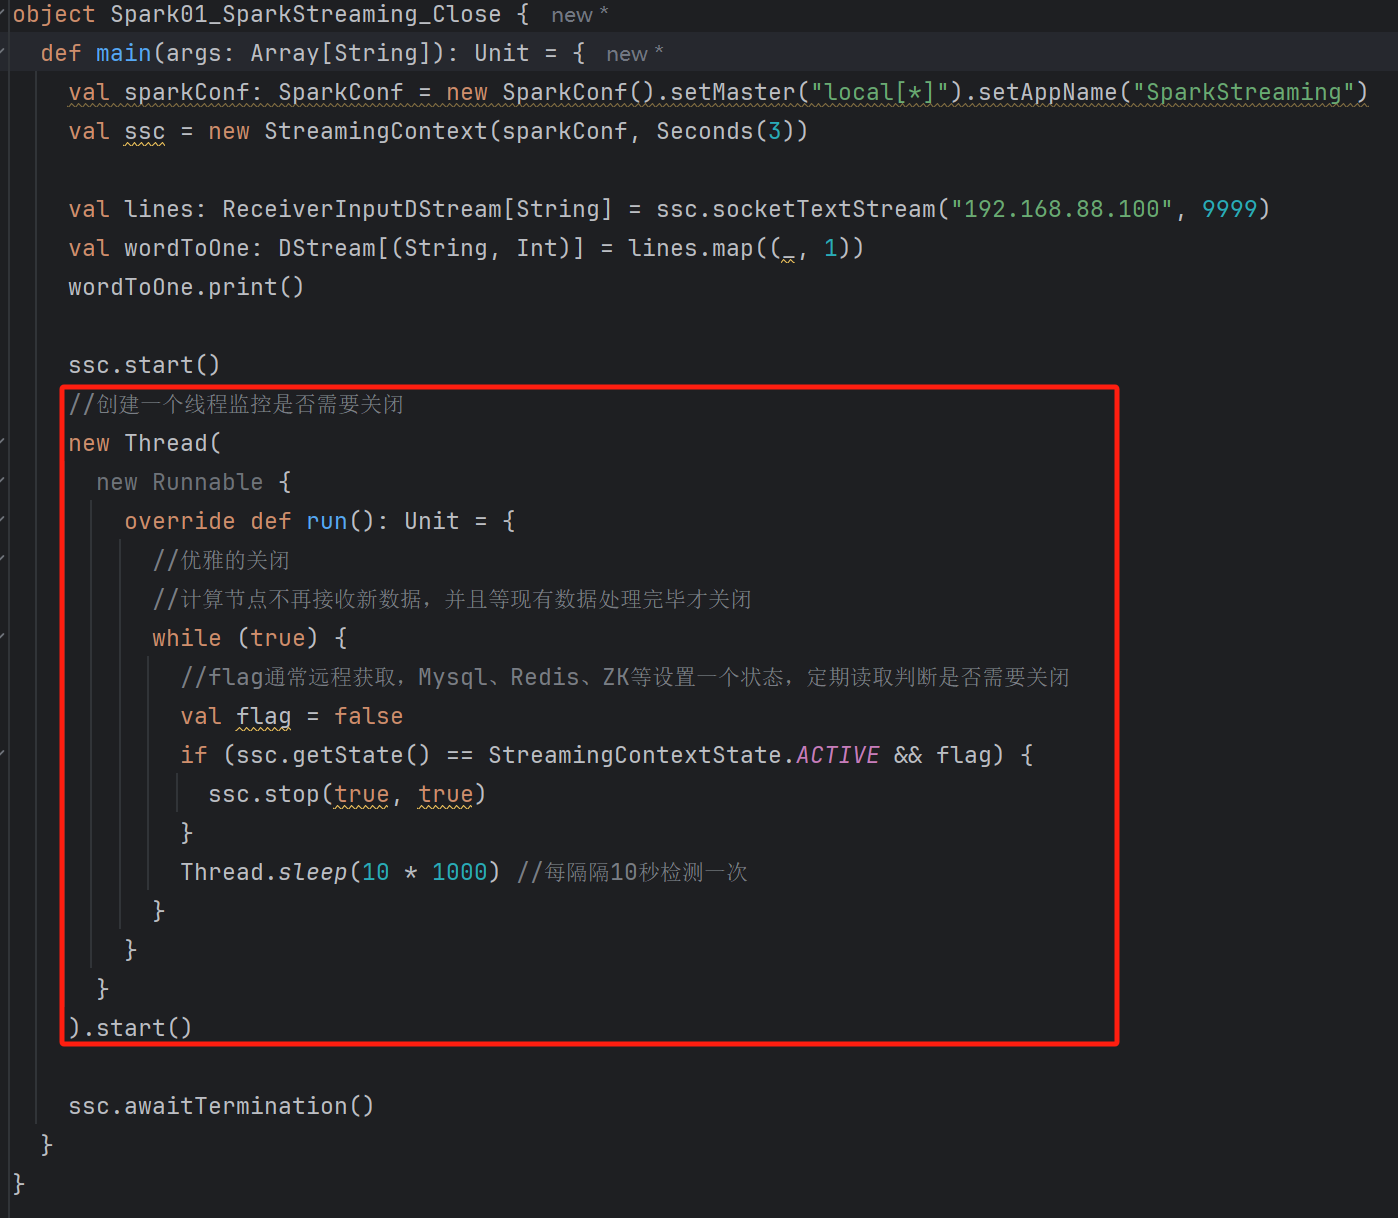 object Spark01_SparkStreaming_Close {  new *
def main(args: Array[String]): Unit = {  new *
val sparkConf: SparkConf = new SparkConf().setMaster("local[*]").setAppName("SparkStreaming")
val ssc = new StreamingContext(sparkConf, Seconds(3))
val lines: ReceiverInputDStream[String] = ssc.socketTextStream("192.168.88.100", 9999)
val wordToOne: DStream[(String, Int)] = lines.map((_, 1))
wordToOne.print()
ssc.start()
//创建一个线程监控是否需要关闭
new Thread(
new Runnable {
override def run(): Unit = {
//优雅的关闭
//计算节点不再接收新数据，并且等现有数据处理完毕才关闭
while (true) {
//flag通常远程获取，Mysql、Redis、ZK等设置一个状态，定期读取判断是否需要关闭
val flag = false
if (ssc.getState() == StreamingContextState.ACTIVE && flag) {
ssc.stop(true, true)
}
Thread.sleep(10 * 1000) //每隔隔10秒检测一次
}
}
}
).start()
ssc.awaitTermination()
}
}